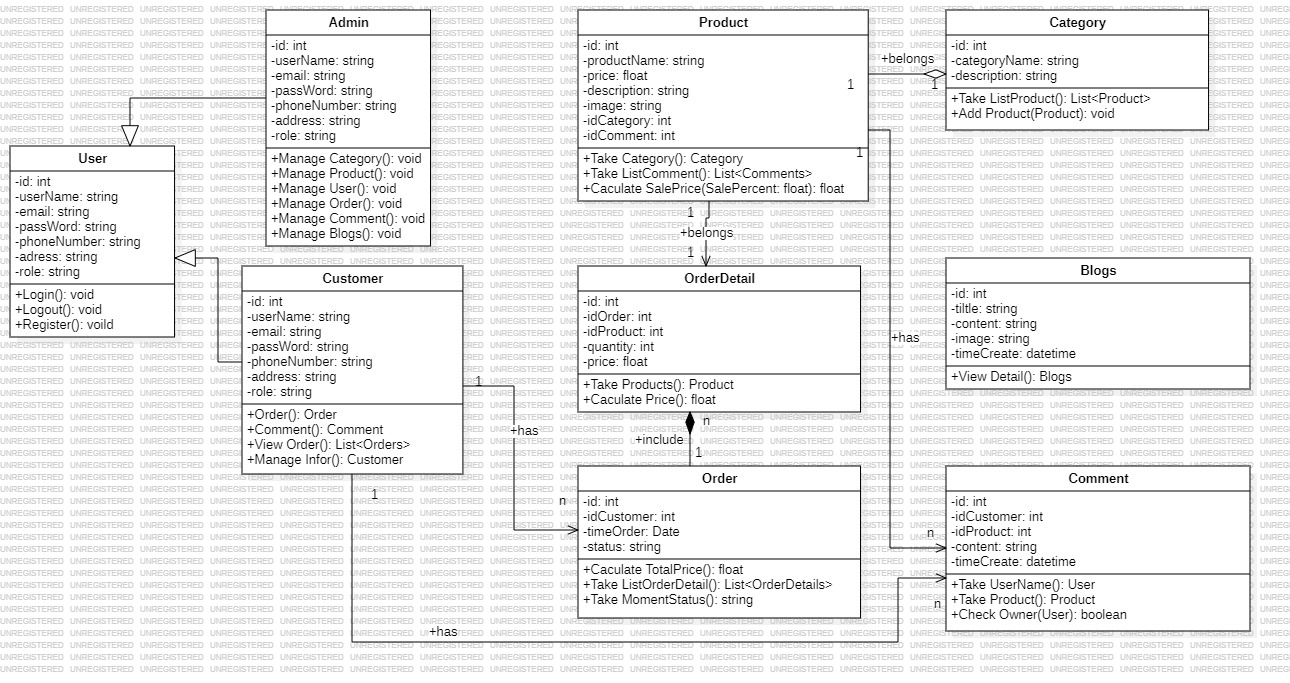 Admin
-id: int
-userName: string
-email: string
-passWord: string
-phoneNumber: string
-address: string
-role: string
+Manage Category(): void
+Manage Product(): void
+Manage User(): void
+Manage Order(): void
+Manage Comment(): void
+Manage Blogs(): void
Product
-id: int
-productName: string
-price: float
-description: string
-image: string
-idCategory: int
-idComment: int
+Take Category(): Category
+Take ListComment(): List<Comments>
+Caculate SalePrice(SalePercent: float): float
1
1
+belongs
1
Category
-id: int
-categoryName: string
-description: string
+Take ListProduct(): List<Product>
+Add Product(Product): void
User
-id: int
-userName: string
-email: string
-passWord: string
-phoneNumber: string
-adress: string
-role: string
+Login(): void
+Logout(): void
+Register(): voild
1
+belongs
1
Customer
-id: int
-userName: string
-email: string
-passWord: string
-phoneNumber: string
-address: string
-role: string
+Order(): Order
+Comment(): Comment
+View Order(): List<Orders>
+Manage Infor(): Customer
1
+has
n
OrderDetail
-id: int
-idOrder: int
-idProduct: int
-quantity: int
-price: float
+Take Products(): Product
+Caculate Price(): float
n
+include
1
+has
n
Blogs
-id: int
-tiltle: string
-content: string
-image: string
-timeCreate: datetime
+View Detail(): Blogs
Order
-id: int
-idCustomer: int
-timeOrder: Date
-status: string
+Caculate TotalPrice(): float
+Take ListOrderDetail(): List<OrderDetails>
+Take MomentStatus(): string
Comment
-id: int
-idCustomer: int
-idProduct: int
-content: string
-timeCreate: datetime
+Take UserName(): User
+Take Product(): Product
+Check Owner(User): boolean
1
+has
n
UNREGISTERED